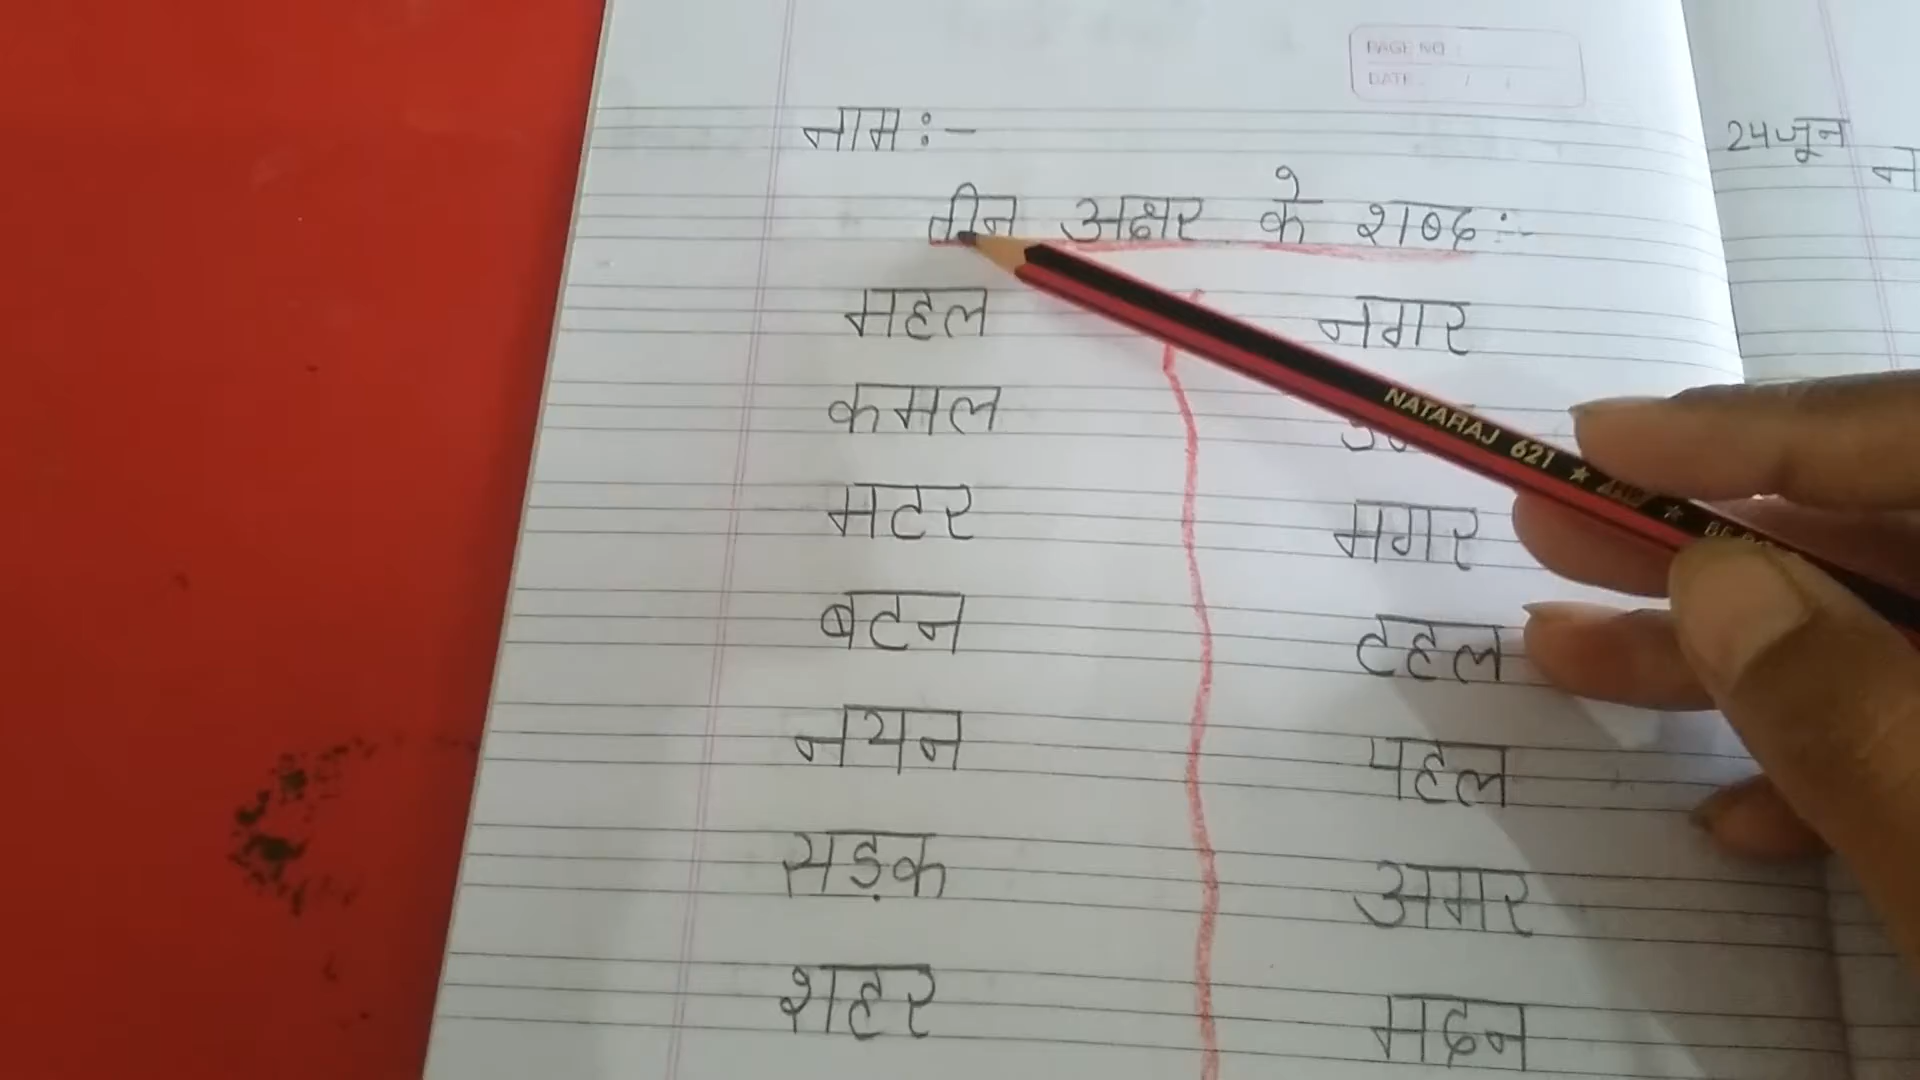 PAGE NO :
DATE : / /
नाम :-
तीन अक्षर के शब्द :-
महल
नगर
कमल
मटर
मगर
बटन
टहल
नयन
पहल
सड़क
अमर
शहर
मदन
24 जून
NATARAJ 621 ★